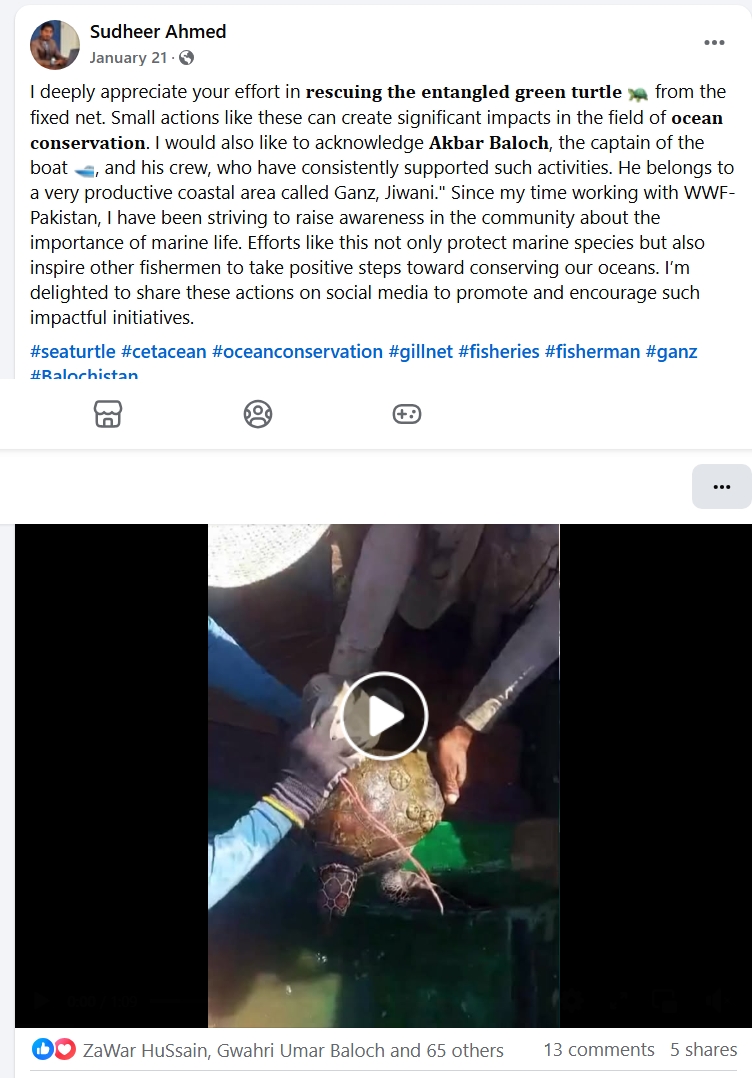 Sudheer Ahmed
January 21 ·
I deeply appreciate your effort in rescuing the entangled green turtle 🐢 from the
fixed net. Small actions like these can create significant impacts in the field of ocean
conservation. I would also like to acknowledge Akbar Baloch, the captain of the
boat 🚤, and his crew, who have consistently supported such activities. He belongs to
a very productive coastal area called Ganz, Jiwani." Since my time working with WWF-
Pakistan, I have been striving to raise awareness in the community about the
importance of marine life. Efforts like this not only protect marine species but also
inspire other fishermen to take positive steps toward conserving our oceans. I’m
delighted to share these actions on social media to promote and encourage such
impactful initiatives.
#seaturtle #cetacean #oceanconservation #gillnet #fisheries #fisherman #ganz
#Balochistan
ZaWar HuSsain, Gwahri Umar Baloch and 65 others 13 comments 5 shares